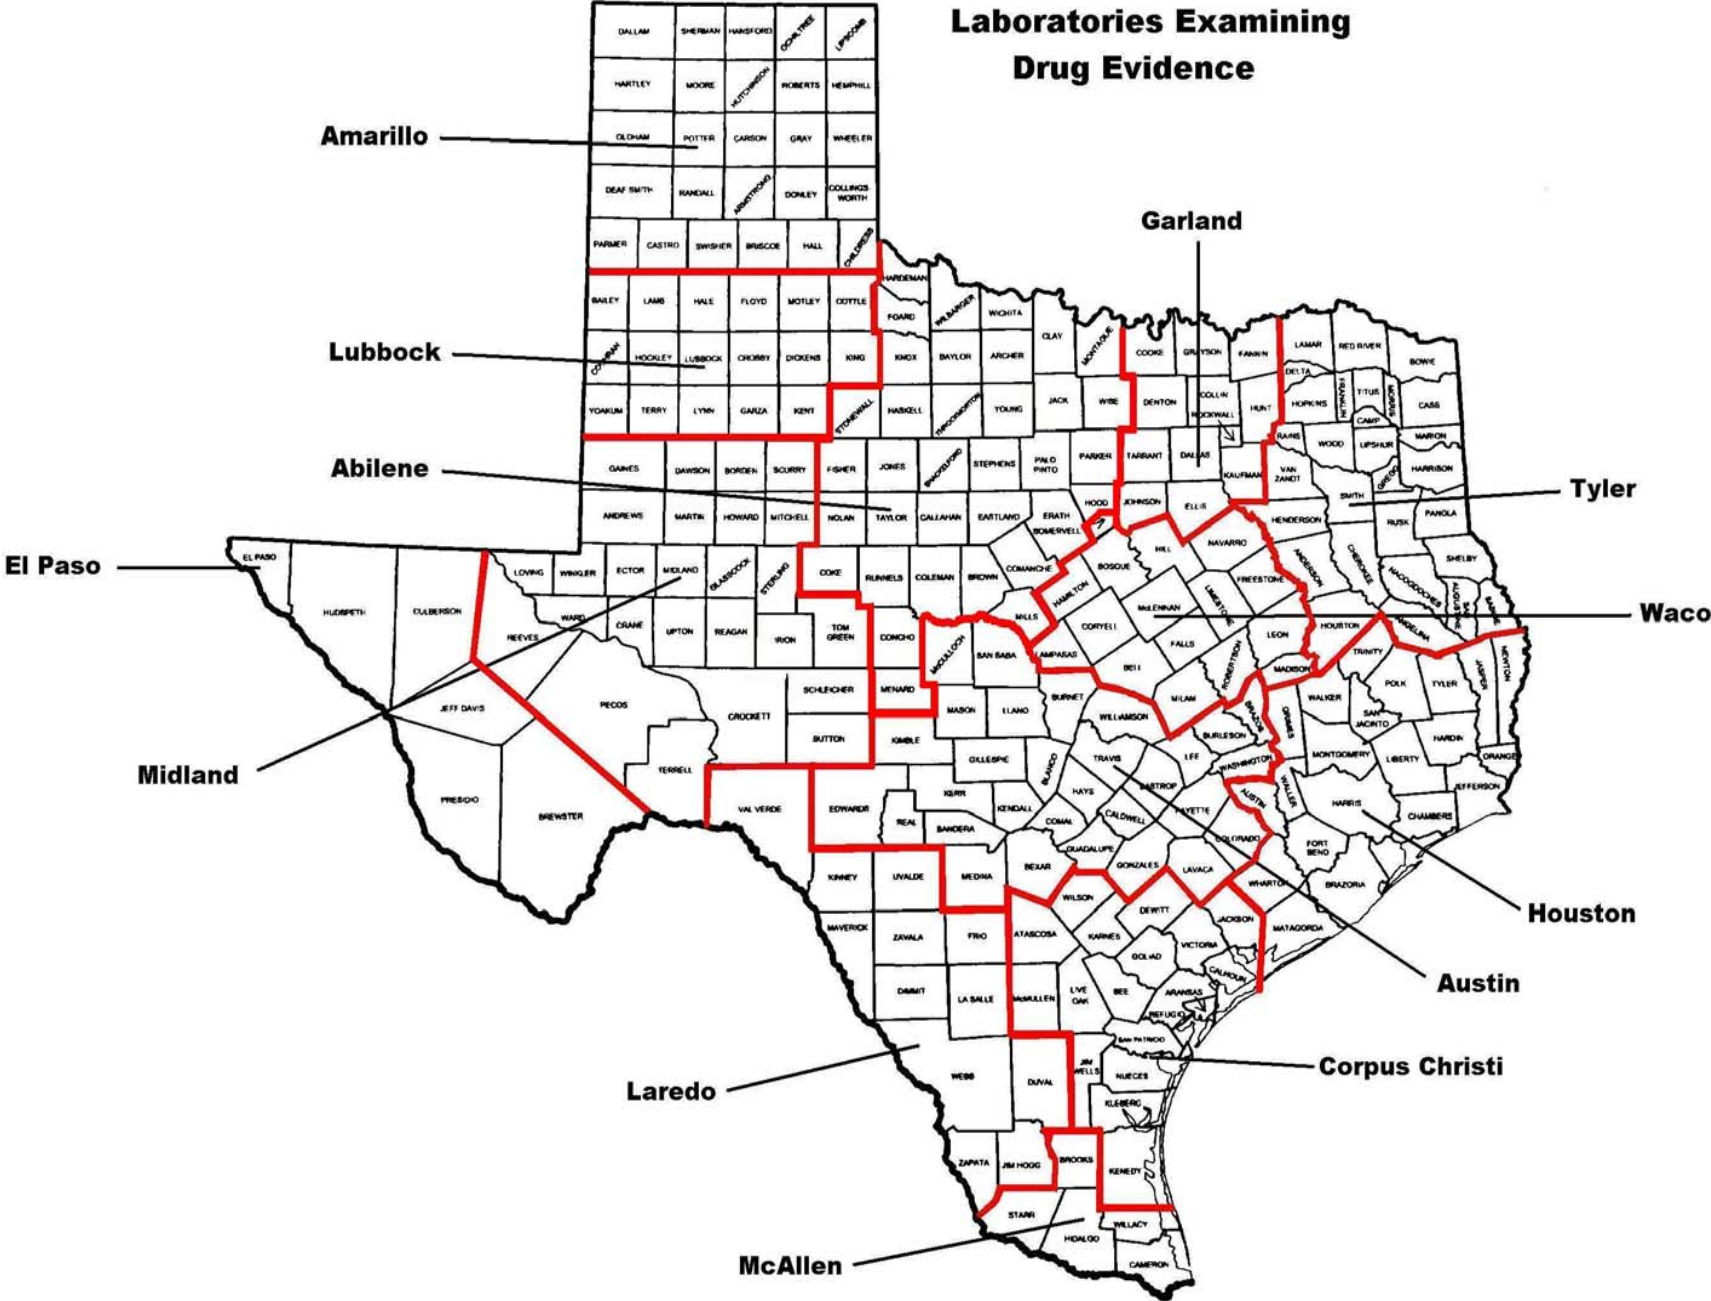 Laboratories Examining
Drug Evidence
DALLAM SHERMAN HANSFORD OCHILTREE LIPSCOMB
HARTLEY MOORE HUTCHINSON ROBERTS HEMPHILL
Amarillo
OLDHAM POTTER CARSON GRAY WHEELER
DEAF SMITH RANDALL ARMSTRONG DONLEY COLLINGS
WORTH
Garland
PARMER CASTRO SWISHER BRISCOE HALL CHILDRESS
HARDEMAN
BAILEY LAMB HALE FLOYD MOTLEY COTTLE FOARD WILBARGER WICHITA
CLAY MONTAGUE COOKE GRAYSON FANNIN LAMAR RED RIVER BOWIE
Lubbock
COCHRAN HOCKLEY LUBBOCK CROSBY DICKENS KING KNOX BAYLOR ARCHER
DELTA
YOAKUM TERRY LYNN GARZA KENT STONEWALL HASKELL THROCKMORTON YOUNG JACK WISE DENTON COLLIN ROCKWALL HUNT HOPKINS FRANKLIN TITUS MORRIS CASS
CAMP
RAINS WOOD UPSHUR MARION
Abilene
GAINES DAWSON BORDEN SCURRY FISHER JONES SHACKELFORD STEPHENS PALO
PINTO PARKER TARRANT DALLAS KAUFMAN VAN
ZANDT GREGG HARRISON
Tyler
HOOD JOHNSON ELLIS SMITH
ANDREWS MARTIN HOWARD MITCHELL NOLAN TAYLOR CALLAHAN EASTLAND ERATH
SOMERVELL HENDERSON RUSK PANOLA
El Paso
EL PASO LOVING WINKLER ECTOR MIDLAND GLASSCOCK STERLING COKE RUNNELS COLEMAN BROWN COMANCHE BOSQUE HILL NAVARRO ANDERSON CHEROKEE SHELBY
HUDSPETH CULBERSON HAMILTON LIMESTONE FREESTONE NACOGDOCHES
SAN
AUGUSTINE SABINE
Waco
REEVES WARD CRANE UPTON REAGAN IRION TOM
GREEN CONCHO McCULLOCH SAN SABA MILLS CORYELL McLENNAN FALLS LEON HOUSTON ANGELINA
LAMPASAS BELL ROBERTSON MADISON TRINITY
JEFF DAVIS PECOS CROCKETT SCHLEICHER MENARD MASON LLANO BURNET WILLIAMSON MILAM BRAZOS GRIMES WALKER POLK TYLER JASPER NEWTON
SAN
JACINTO
SUTTON KIMBLE GILLESPIE BLANCO TRAVIS LEE BURLESON WASHINGTON MONTGOMERY LIBERTY HARDIN ORANGE
Midland
TERRELL
PRESIDIO BREWSTER VAL VERDE EDWARDS REAL KERR KENDALL HAYS BASTROP FAYETTE AUSTIN WALLER HARRIS CHAMBERS JEFFERSON
BANDERA COMAL CALDWELL COLORADO FORT
BEND
KINNEY UVALDE MEDINA BEXAR GUADALUPE GONZALES LAVACA WHARTON BRAZORIA
Houston
WILSON DEWITT JACKSON MATAGORDA
MAVERICK ZAVALA FRIO ATASCOSA KARNES VICTORIA
GOLIAD CALHOUN
Austin
DIMMIT LA SALLE McMULLEN LIVE
OAK BEE ARANSAS
REFUGIO
SAN PATRICIO
Corpus Christi
Laredo
WEBB DUVAL JIM
WELLS NUECES
KLEBERG
ZAPATA JIM HOGG BROOKS KENEDY
STARR HIDALGO WILLACY
McAllen
CAMERON